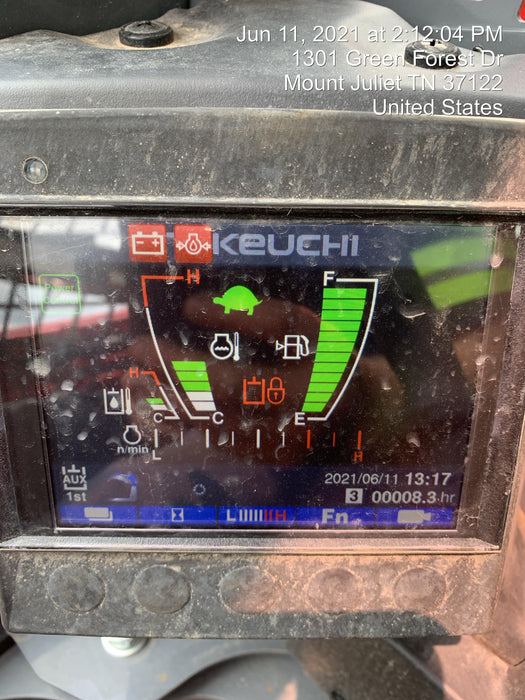 Jun 11, 2021 at 2:12:04 PM
1301 Green Forest Dr
Mount Juliet TN 37122
United States
KEUCHI
H
F
Power
H
C
C
E
n/min
L
H
AUX
1st
2021/06/11 13:17
3 00008.3 hr
L H
Fn